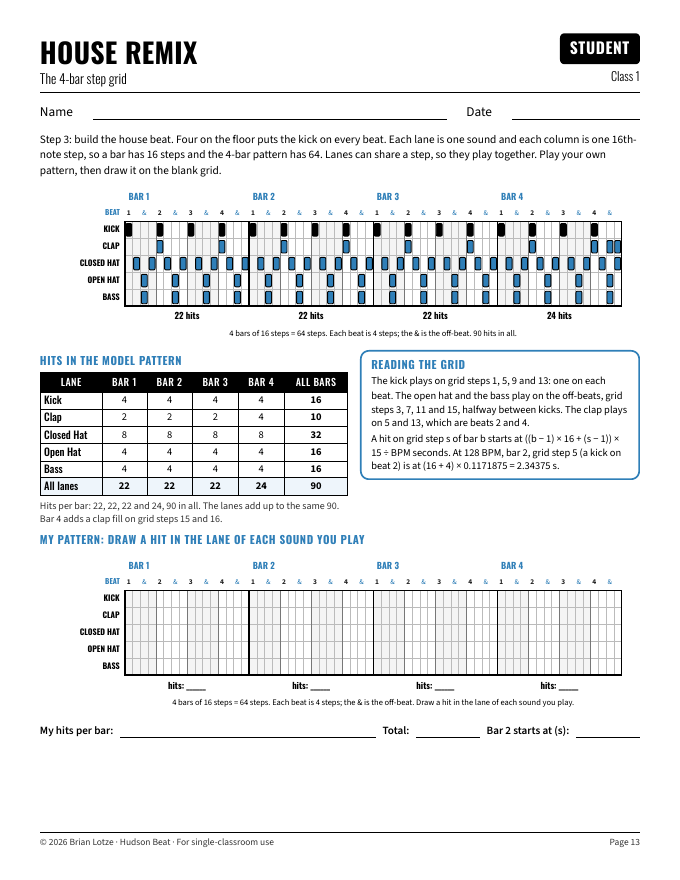 HOUSE REMIX
STUDENT
The 4-bar step grid
Class 1
Name
Date
Step 3: build the house beat. Four on the floor puts the kick on every beat. Each lane is one sound and each column is one 16th-
note step, so a bar has 16 steps and the 4-bar pattern has 64. Lanes can share a step, so they play together. Play your own
pattern, then draw it on the blank grid.
BAR 1 BAR 2 BAR 3 BAR 4
BEAT 1 & 2 & 3 & 4 & 1 & 2 & 3 & 4 & 1 & 2 & 3 & 4 & 1 & 2 & 3 & 4 &
KICK
CLAP
CLOSED HAT
OPEN HAT
BASS
22 hits 22 hits 22 hits 24 hits
4 bars of 16 steps = 64 steps. Each beat is 4 steps; the & is the off-beat. 90 hits in all.
HITS IN THE MODEL PATTERN
LANE BAR 1 BAR 2 BAR 3 BAR 4 ALL BARS
Kick 4 4 4 4 16
Clap 2 2 2 4 10
Closed Hat 8 8 8 8 32
Open Hat 4 4 4 4 16
Bass 4 4 4 4 16
All lanes 22 22 22 24 90
Hits per bar: 22, 22, 22 and 24, 90 in all. The lanes add up to the same 90.
Bar 4 adds a clap fill on grid steps 15 and 16.
READING THE GRID
The kick plays on grid steps 1, 5, 9 and 13: one on each
beat. The open hat and the bass play on the off-beats, grid
steps 3, 7, 11 and 15, halfway between kicks. The clap plays
on 5 and 13, which are beats 2 and 4.
A hit on grid step s of bar b starts at ((b − 1) × 16 + (s − 1)) ×
15 ÷ BPM seconds. At 128 BPM, bar 2, grid step 5 (a kick on
beat 2) is at (16 + 4) × 0.1171875 = 2.34375 s.
MY PATTERN: DRAW A HIT IN THE LANE OF EACH SOUND YOU PLAY
BAR 1 BAR 2 BAR 3 BAR 4
BEAT 1 & 2 & 3 & 4 & 1 & 2 & 3 & 4 & 1 & 2 & 3 & 4 & 1 & 2 & 3 & 4 &
KICK
CLAP
CLOSED HAT
OPEN HAT
BASS
hits: ____ hits: ____ hits: ____ hits: ____
4 bars of 16 steps = 64 steps. Each beat is 4 steps; the & is the off-beat. Draw a hit in the lane of each sound you play.
My hits per bar: Total: Bar 2 starts at (s):
© 2026 Brian Lotze · Hudson Beat · For single-classroom use
Page 13